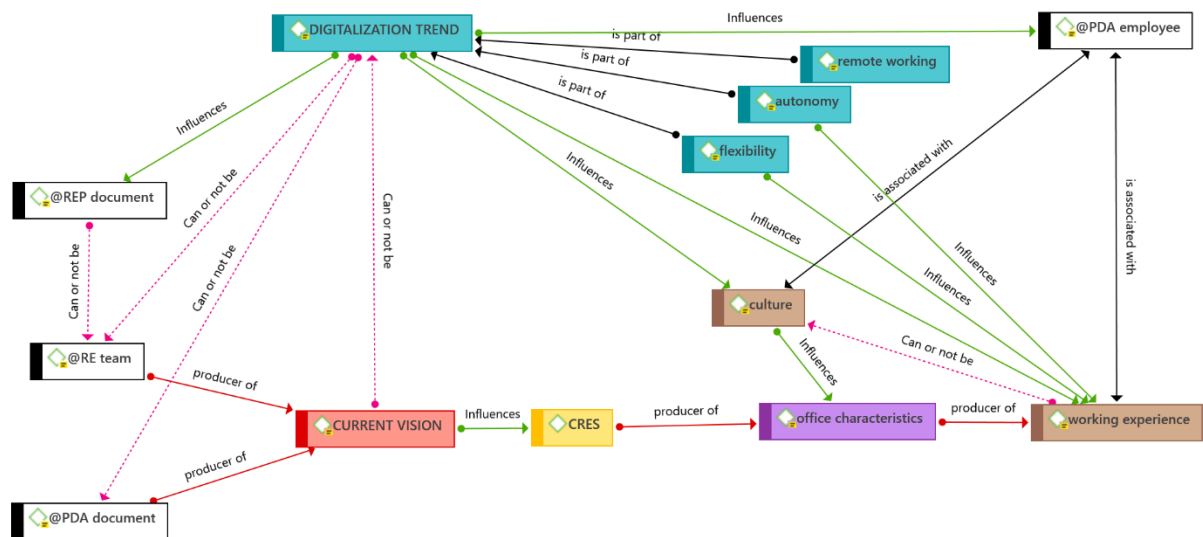 DIGITALIZATION TREND
Influences
@PDA employee
is part of
remote working
is part of
autonomy
is part of
flexibility
Influences
@REP document
Can or not be
Can or not be
Can or not be
Can or not be
Influences
Influences
Influences
Influences
is associated with
is associated with
culture
Influences
Can or not be
@RE team
producer of
CURRENT VISION
Influences
CRES
producer of
office characteristics
producer of
working experience
producer of
@PDA document